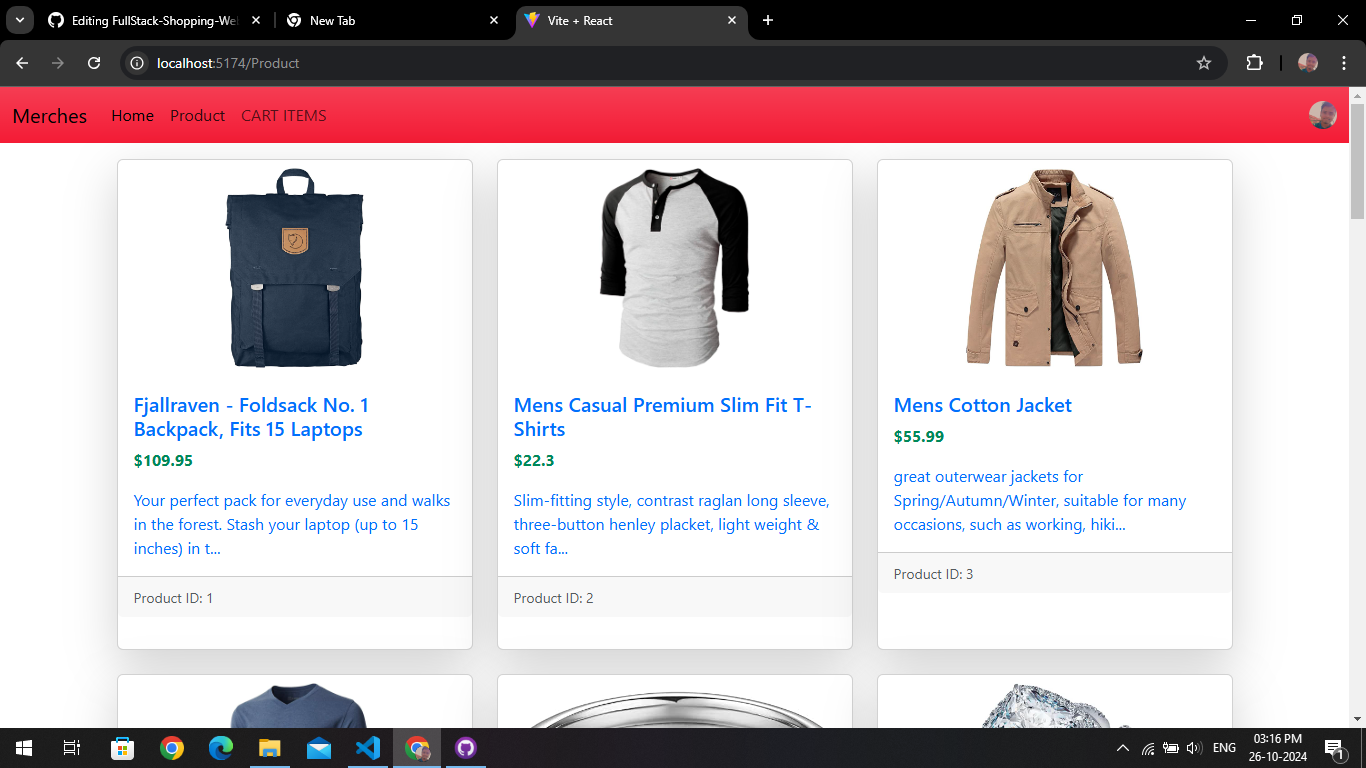 Editing FullStack-Shopping-Wel
New Tab
Vite + React
localhost:5174/Product
Merches
Home
Product
CART ITEMS
Fjallraven - Foldsack No. 1
Backpack, Fits 15 Laptops
$109.95
Your perfect pack for everyday use and walks
in the forest. Stash your laptop (up to 15
inches) in t...
Product ID: 1
Mens Casual Premium Slim Fit T-
Shirts
$22.3
Slim-fitting style, contrast raglan long sleeve,
three-button henley placket, light weight &
soft fa...
Product ID: 2
Mens Cotton Jacket
$55.99
great outerwear jackets for
Spring/Autumn/Winter, suitable for many
occasions, such as working, hiki...
Product ID: 3
ENG
03:16 PM
26-10-2024
1